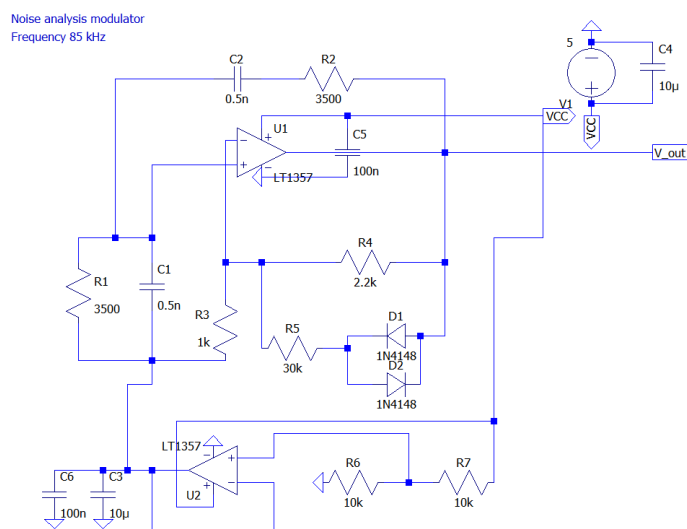 Noise analysis modulator
Frequency 85 kHz
C2
0.5n
R2
3500
5
V1
C4
10µ
VCC
VCC
U1
LT1357
C5
100n
V_out
R1
3500
C1
0.5n
R3
1k
R4
2.2k
R5
30k
D1
1N4148
D2
1N4148
LT1357
U2
R6
10k
R7
10k
C6
100n
C3
10µ